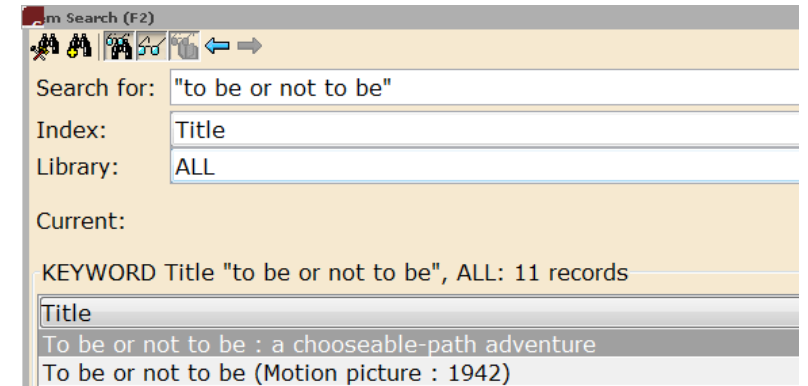 em Search (F2)
Search for: "to be or not to be"
Index: Title
Library: ALL
Current:
KEYWORD Title "to be or not to be", ALL: 11 records
Title
To be or not to be : a chooseable-path adventure
To be or not to be (Motion picture : 1942)